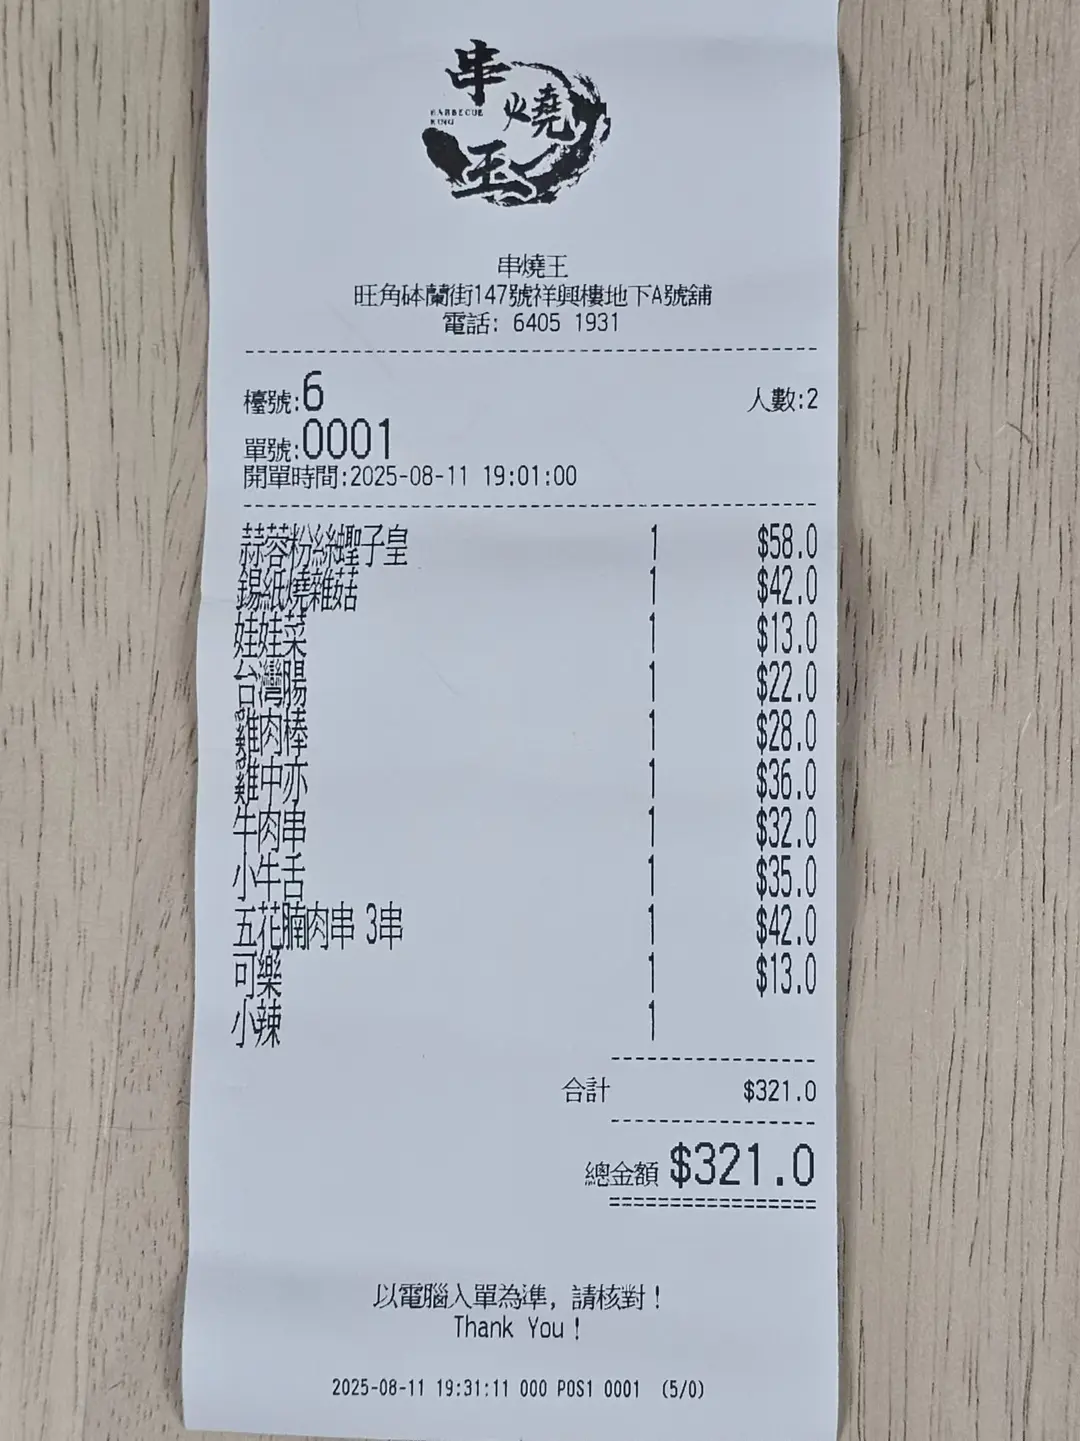 串燒王
BARBECUE
KING
串燒王
旺角砵蘭街147號祥興樓地下A號舖
電話: 6405 1931
檯號:6 人數:2
單號:0001
開單時間:2025-08-11 19:01:00
蒜蓉粉絲蟶子皇 1 $58.0
錫紙燒雜菇 1 $42.0
娃娃菜 1 $13.0
台灣腸 1 $22.0
雞肉棒 1 $28.0
雞中亦 1 $36.0
牛肉串 1 $32.0
小牛舌 1 $35.0
五花腩肉串 3串 1 $42.0
可樂 1 $13.0
小辣 1
合計 $321.0
總金額 $321.0
以電腦入單為準, 請核對!
Thank You!
2025-08-11 19:31:11 000 POS1 0001 (5/0)